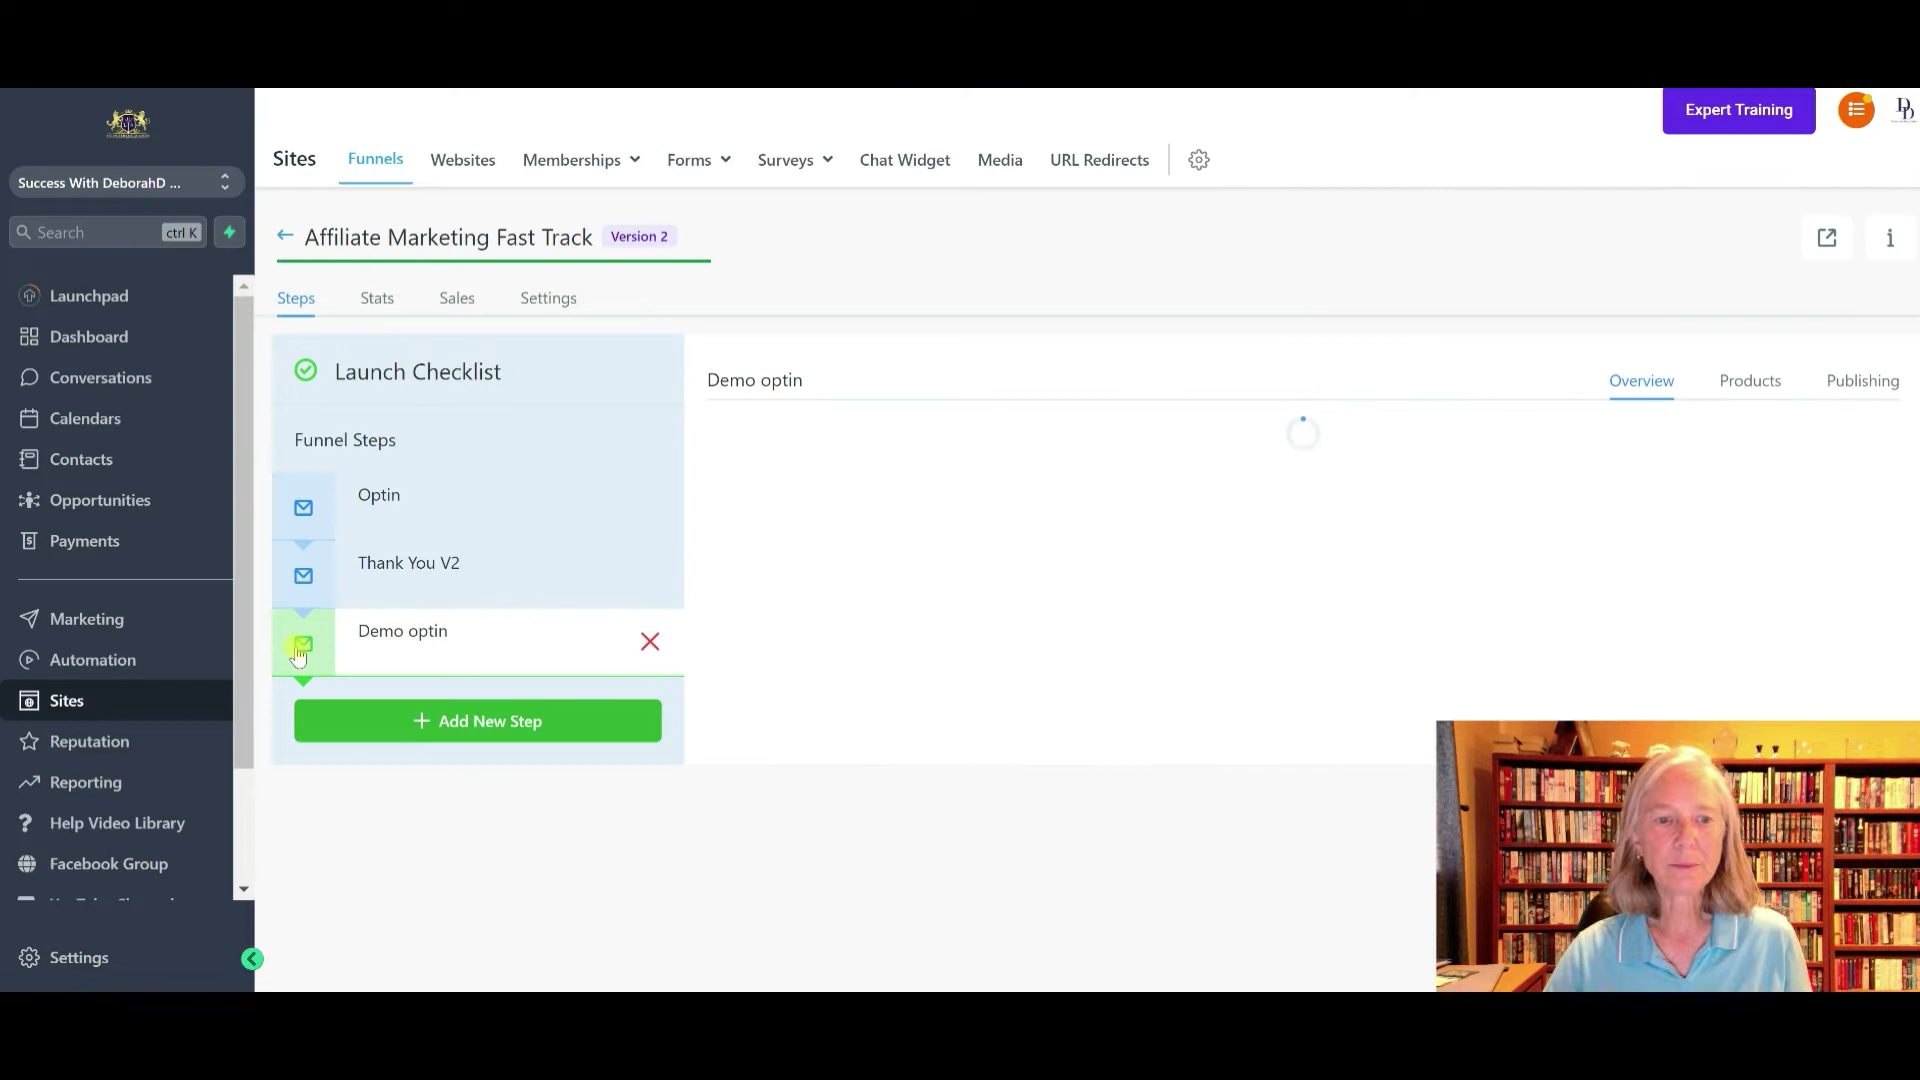 Expert Training
Sites
Funnels
Websites
Memberships
Forms
Surveys
Chat Widget
Media
URL Redirects
Success With DeborahD ...
Search
ctrl K
Launchpad
Dashboard
Conversations
Calendars
Contacts
Opportunities
Payments
Marketing
Automation
Sites
Reputation
Reporting
Help Video Library
Facebook Group
Settings
Affiliate Marketing Fast Track
Version 2
Steps
Stats
Sales
Settings
Launch Checklist
Funnel Steps
Optin
Thank You V2
Demo optin
+ Add New Step
Demo optin
Overview
Products
Publishing